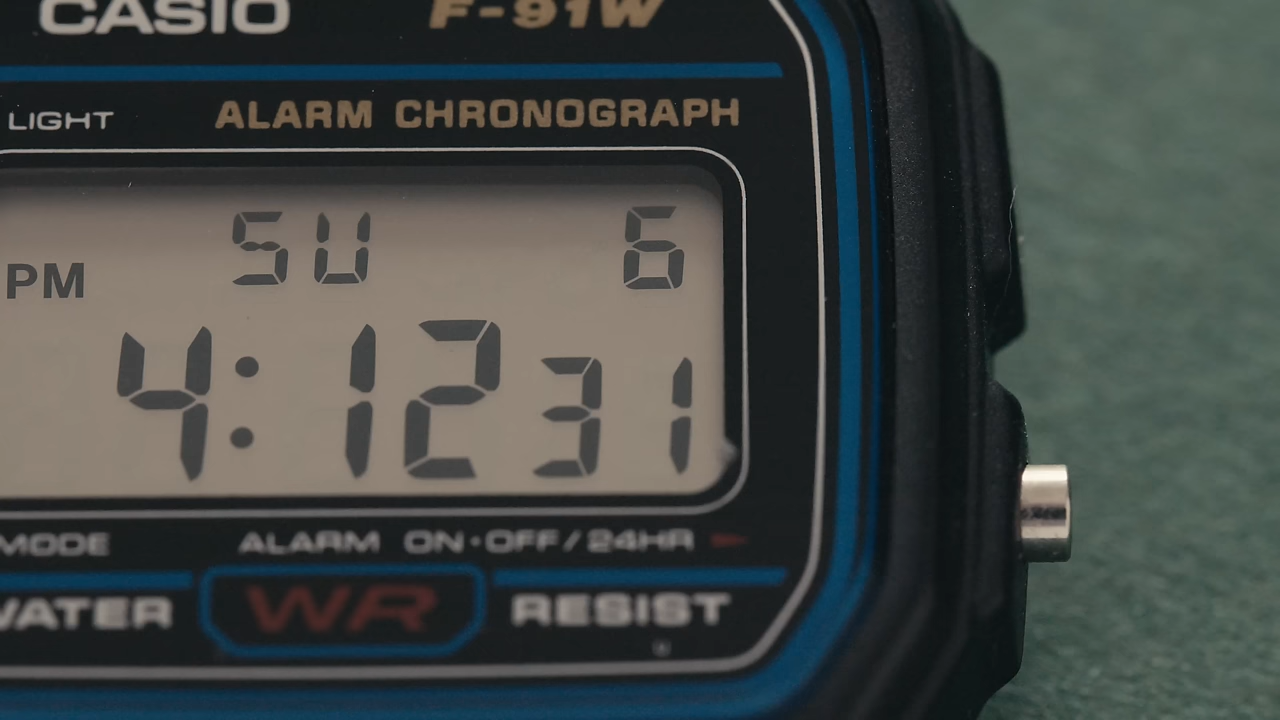 CASIO F-91W
LIGHT ALARM CHRONOGRAPH
SU 6
PM
4:12 31
MODE ALARM ON·OFF/24HR
WATER WR RESIST